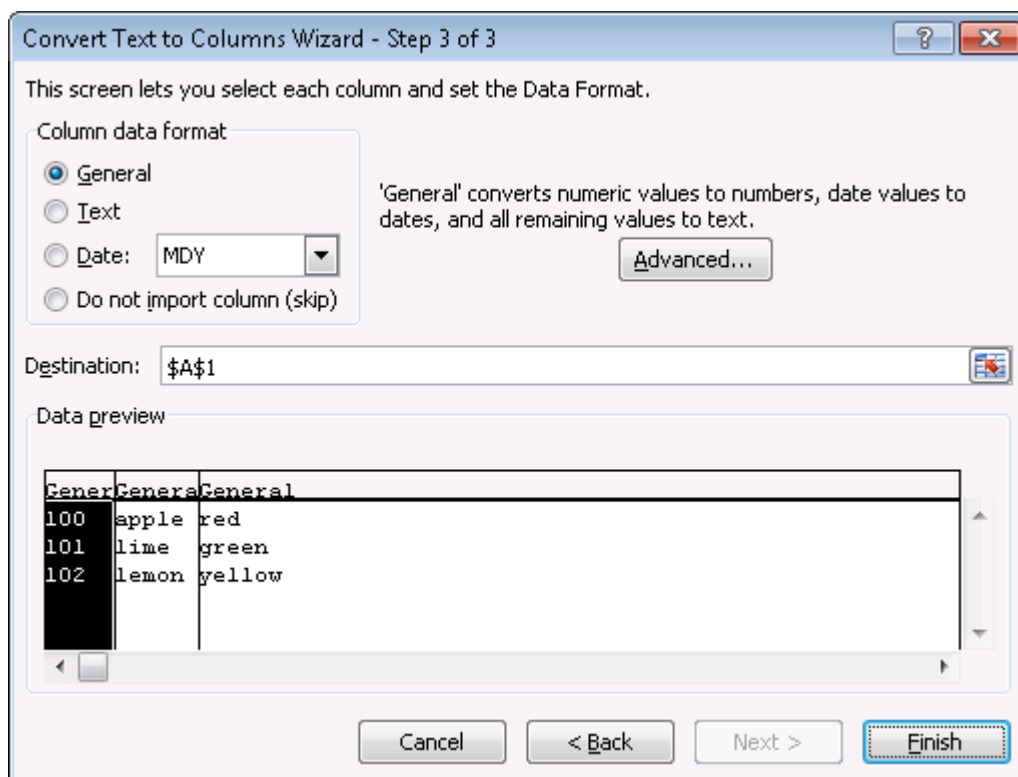 Convert Text to Columns Wizard - Step 3 of 3
This screen lets you select each column and set the Data Format.
Column data format
General
Text
Date: MDY
Do not import column (skip)
'General' converts numeric values to numbers, date values to
dates, and all remaining values to text.
Advanced...
Destination: $A$1
Data preview
Gener Genera General
100 apple red
101 lime green
102 lemon yellow
Cancel < Back Next > Finish